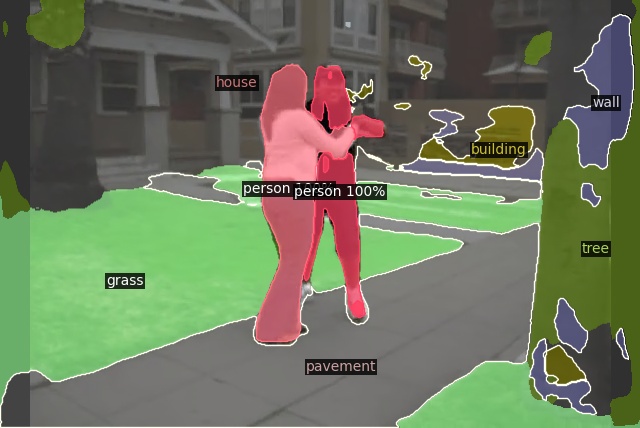 house
wall
building
person
person 100%
tree
grass
pavement